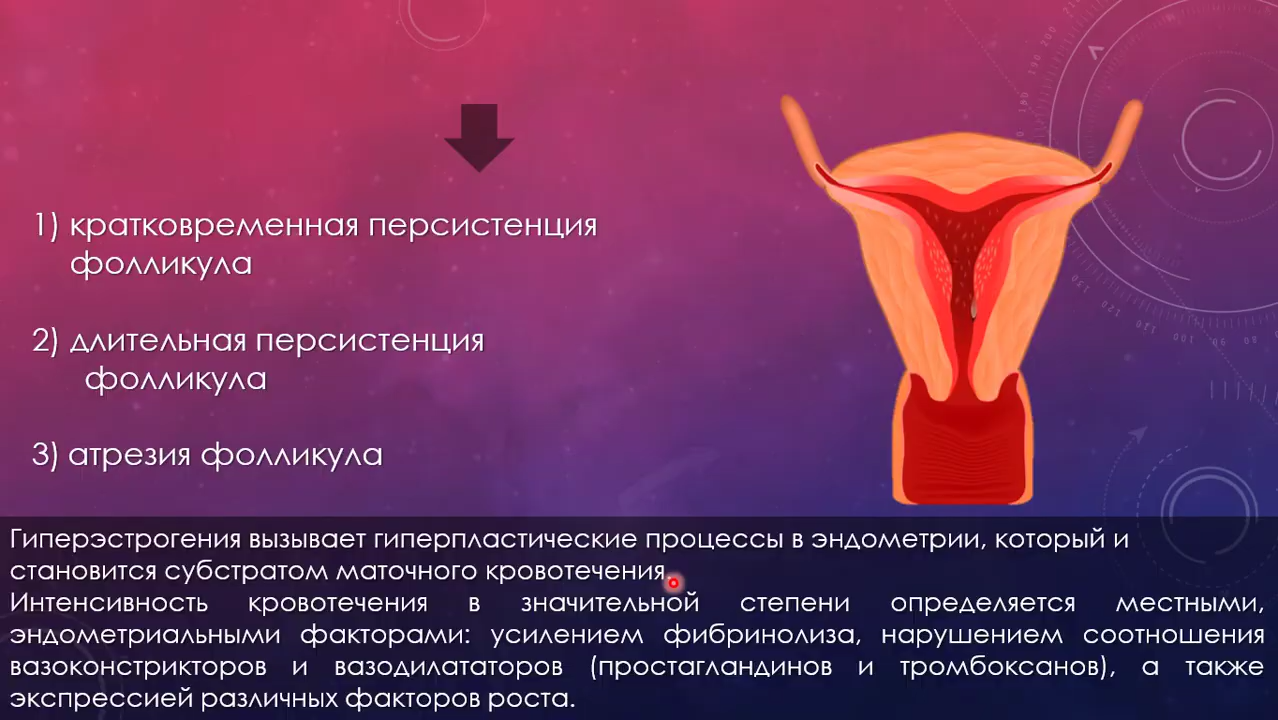 1) кратковременная персистенция
фолликула
2) длительная персистенция
фолликула
3) атрезия фолликула
Гиперэстрогения вызывает гиперпластические процессы в эндометрии, который и
становится субстратом маточного кровотечения.
Интенсивность кровотечения в значительной степени определяется местными,
эндометриальными факторами: усилением фибринолиза, нарушением соотношения
вазоконстрикторов и вазодилататоров (простагландинов и тромбоксанов), а также
экспрессией различных факторов роста.